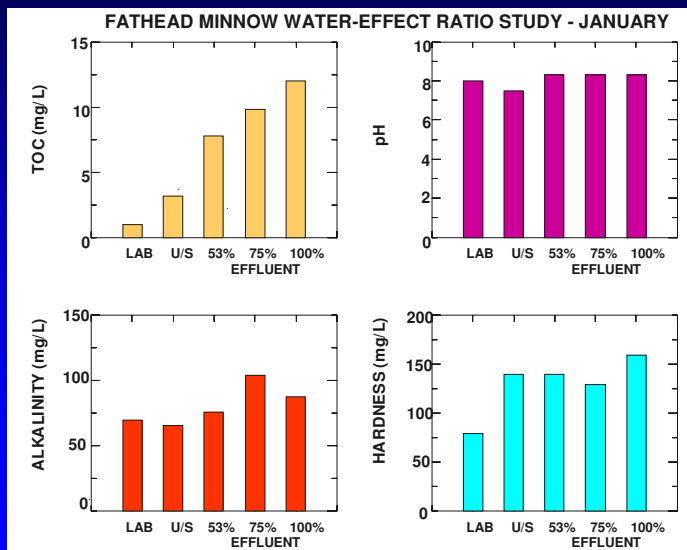 FATHEAD MINNOW WATER-EFFECT RATIO STUDY - JANUARY
TOC (mg/L)
15
10
5
0
LAB U/S 53% 75% 100%
EFFLUENT
pH
10
8
6
4
2
0
LAB U/S 53% 75% 100%
EFFLUENT
ALKALINITY (mg/L)
150
100
50
0
LAB U/S 53% 75% 100%
EFFLUENT
HARDNESS (mg/L)
200
150
100
50
0
LAB U/S 53% 75% 100%
EFFLUENT